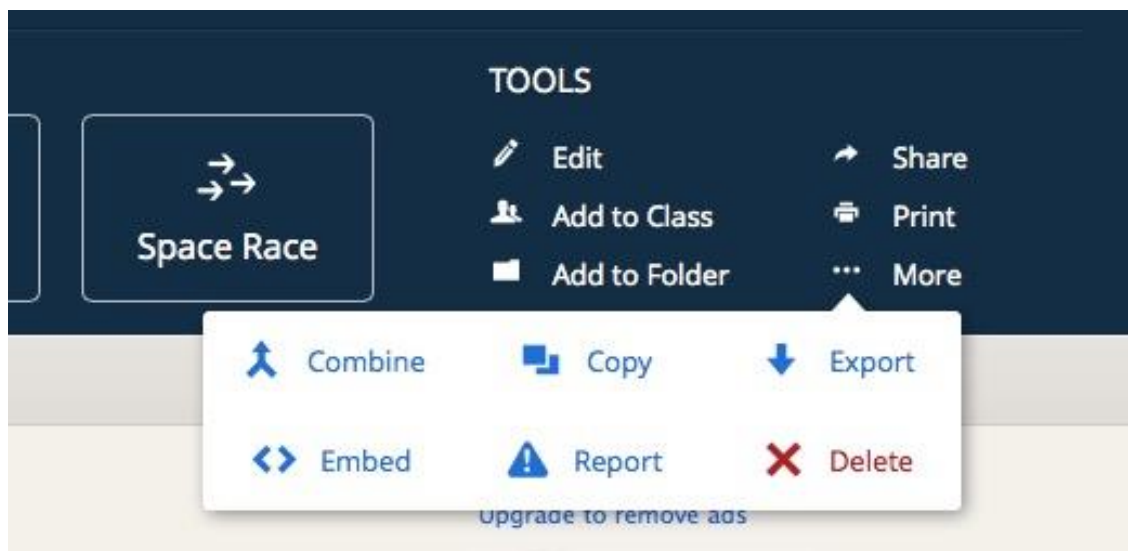 TOOLS
Edit
Share
Add to Class
Print
Space Race
Add to Folder
More
Combine
Copy
Export
Embed
Report
Delete
Upgrade to remove ads